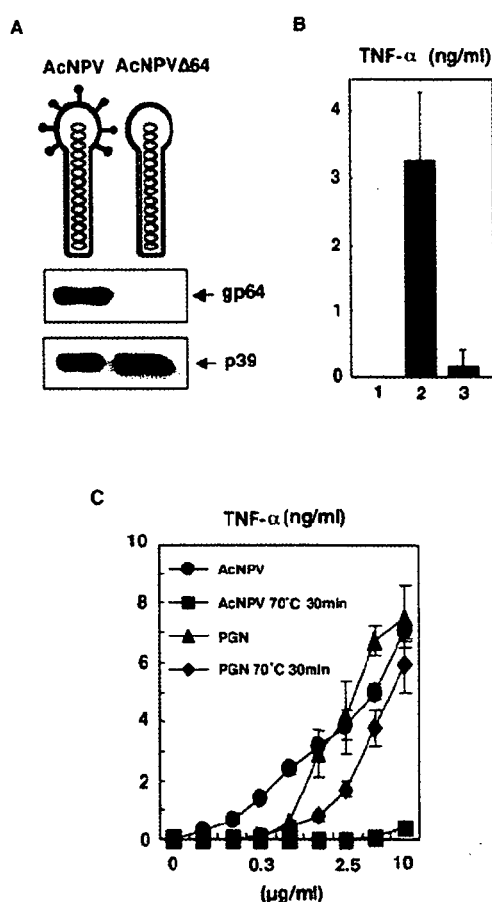 A
AcNPV AcNPVΔ64
gp64
p39
B
TNF-α (ng/ml)
4
3
2
1
0
1 2 3
C
TNF-α (ng/ml)
10
8
6
4
2
0
AcNPV
AcNPV 70°C 30min
PGN
PGN 70°C 30min
0 0.3 2.5 10
(μg/ml)